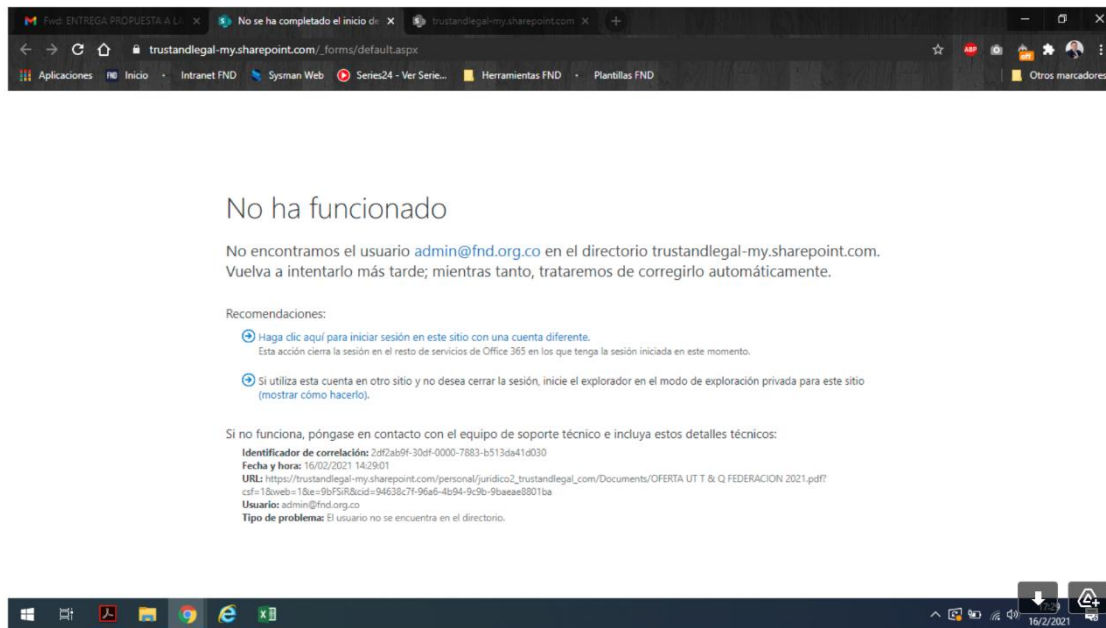 Fwd: ENTREGA PROPUESTA A LA
No se ha completado el inicio de
trustandlegal-my.sharepoint.com
trustandlegal-my.sharepoint.com/_forms/default.aspx
ABP
off
Aplicaciones
FND Inicio
Intranet FND
Sysman Web
Series24 - Ver Serie...
Herramientas FND
Plantillas FND
Otros marcadores
No ha funcionado
No encontramos el usuario admin@fnd.org.co en el directorio trustandlegal-my.sharepoint.com.
Vuelva a intentarlo más tarde; mientras tanto, trataremos de corregirlo automáticamente.
Recomendaciones:
Haga clic aquí para iniciar sesión en este sitio con una cuenta diferente.
Esta acción cierra la sesión en el resto de servicios de Office 365 en los que tenga la sesión iniciada en este momento.
Si utiliza esta cuenta en otro sitio y no desea cerrar la sesión, inicie el explorador en el modo de exploración privada para este sitio
(mostrar cómo hacerlo).
Si no funciona, póngase en contacto con el equipo de soporte técnico e incluya estos detalles técnicos:
Identificador de correlación: 2df2ab9f-30df-0000-7883-b513da41d030
Fecha y hora: 16/02/2021 14:29:01
URL: https://trustandlegal-my.sharepoint.com/personal/juridico2_trustandlegal_com/Documents/OFERTA UT T & Q FEDERACION 2021.pdf?
csf=1&web=1&e=9bFSiR&cid=94638c7f-96a6-4b94-9c9b-9baeae8801ba
Usuario: admin@fnd.org.co
Tipo de problema: El usuario no se encuentra en el directorio.
17:29
16/2/2021